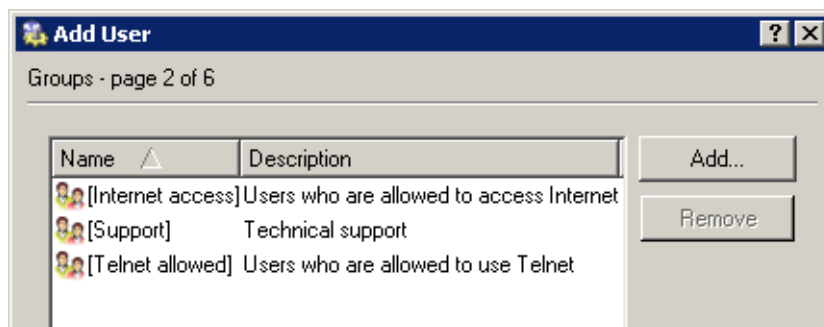 Add User
Groups - page 2 of 6
Name Description
Add...
[Internet access] Users who are allowed to access Internet
Remove
[Support] Technical support
[Telnet allowed] Users who are allowed to use Telnet